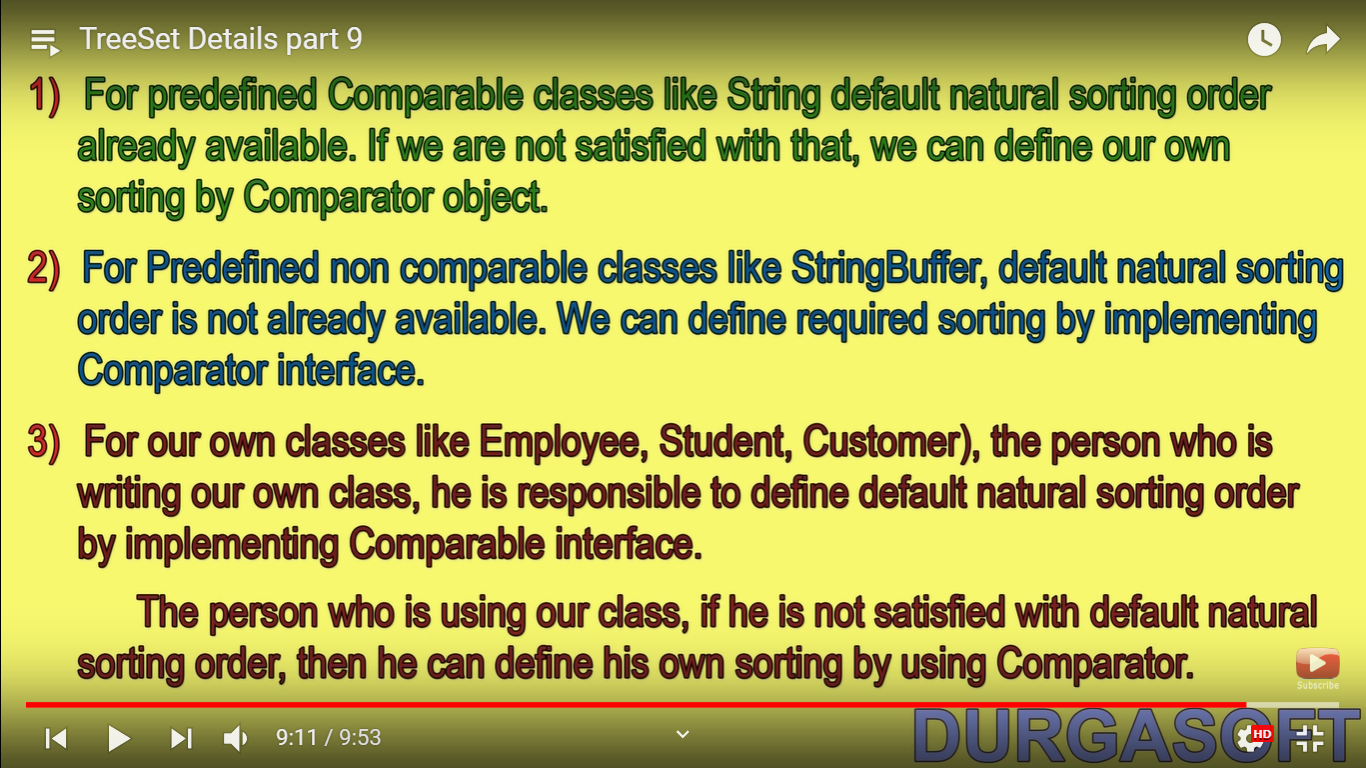 TreeSet Details part 9
1) For predefined Comparable classes like String default natural sorting order
already available. If we are not satisfied with that, we can define our own
sorting by Comparator object.
2) For Predefined non comparable classes like StringBuffer, default natural sorting
order is not already available. We can define required sorting by implementing
Comparator interface.
3) For our own classes like Employee, Student, Customer), the person who is
writing our own class, he is responsible to define default natural sorting order
by implementing Comparable interface.
The person who is using our class, if he is not satisfied with default natural
sorting order, then he can define his own sorting by using Comparator.
Subscribe
9:11 / 9:53
DURGASOFT
HD